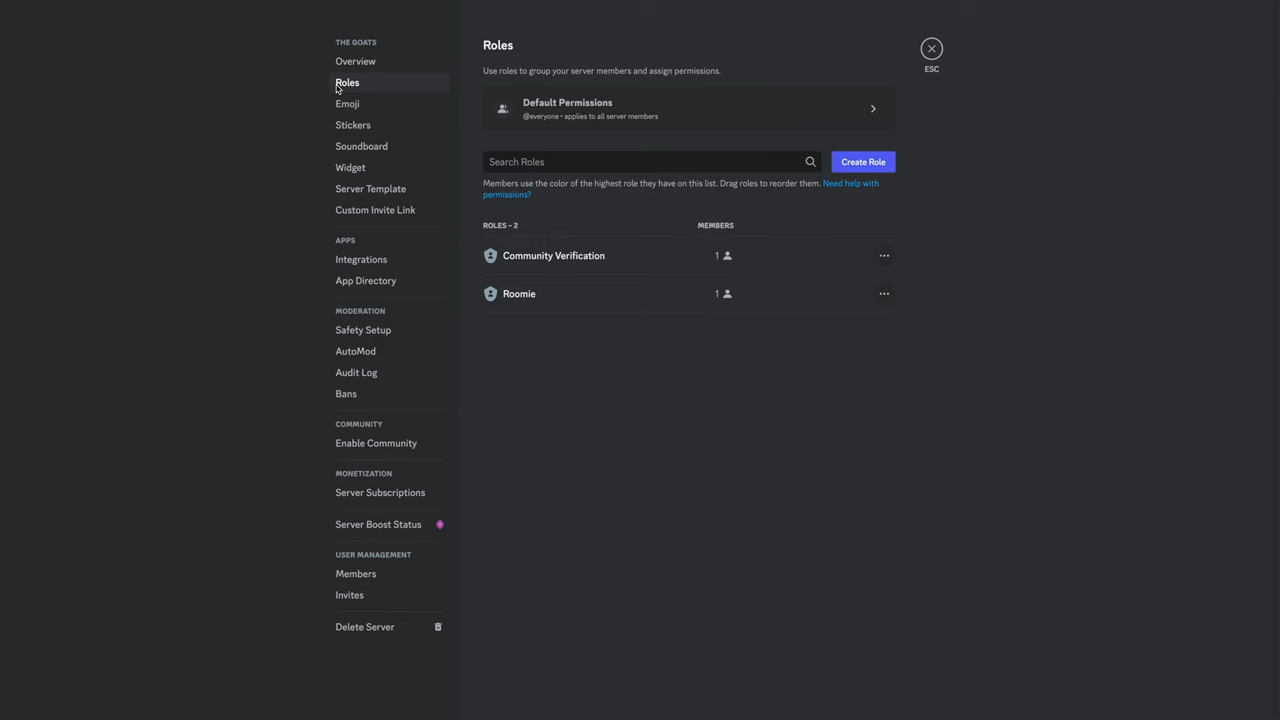 THE GOATS
Overview
Roles
Emoji
Stickers
Soundboard
Widget
Server Template
Custom Invite Link
APPS
Integrations
App Directory
MODERATION
Safety Setup
AutoMod
Audit Log
Bans
COMMUNITY
Enable Community
MONETIZATION
Server Subscriptions
Server Boost Status
USER MANAGEMENT
Members
Invites
Delete Server
Roles
Use roles to group your server members and assign permissions.
Default Permissions
@everyone • applies to all server members
Search Roles
Create Role
Members use the color of the highest role they have on this list. Drag roles to reorder them. Need help with
permissions?
ROLES – 2 MEMBERS
Community Verification 1
Roomie 1
ESC